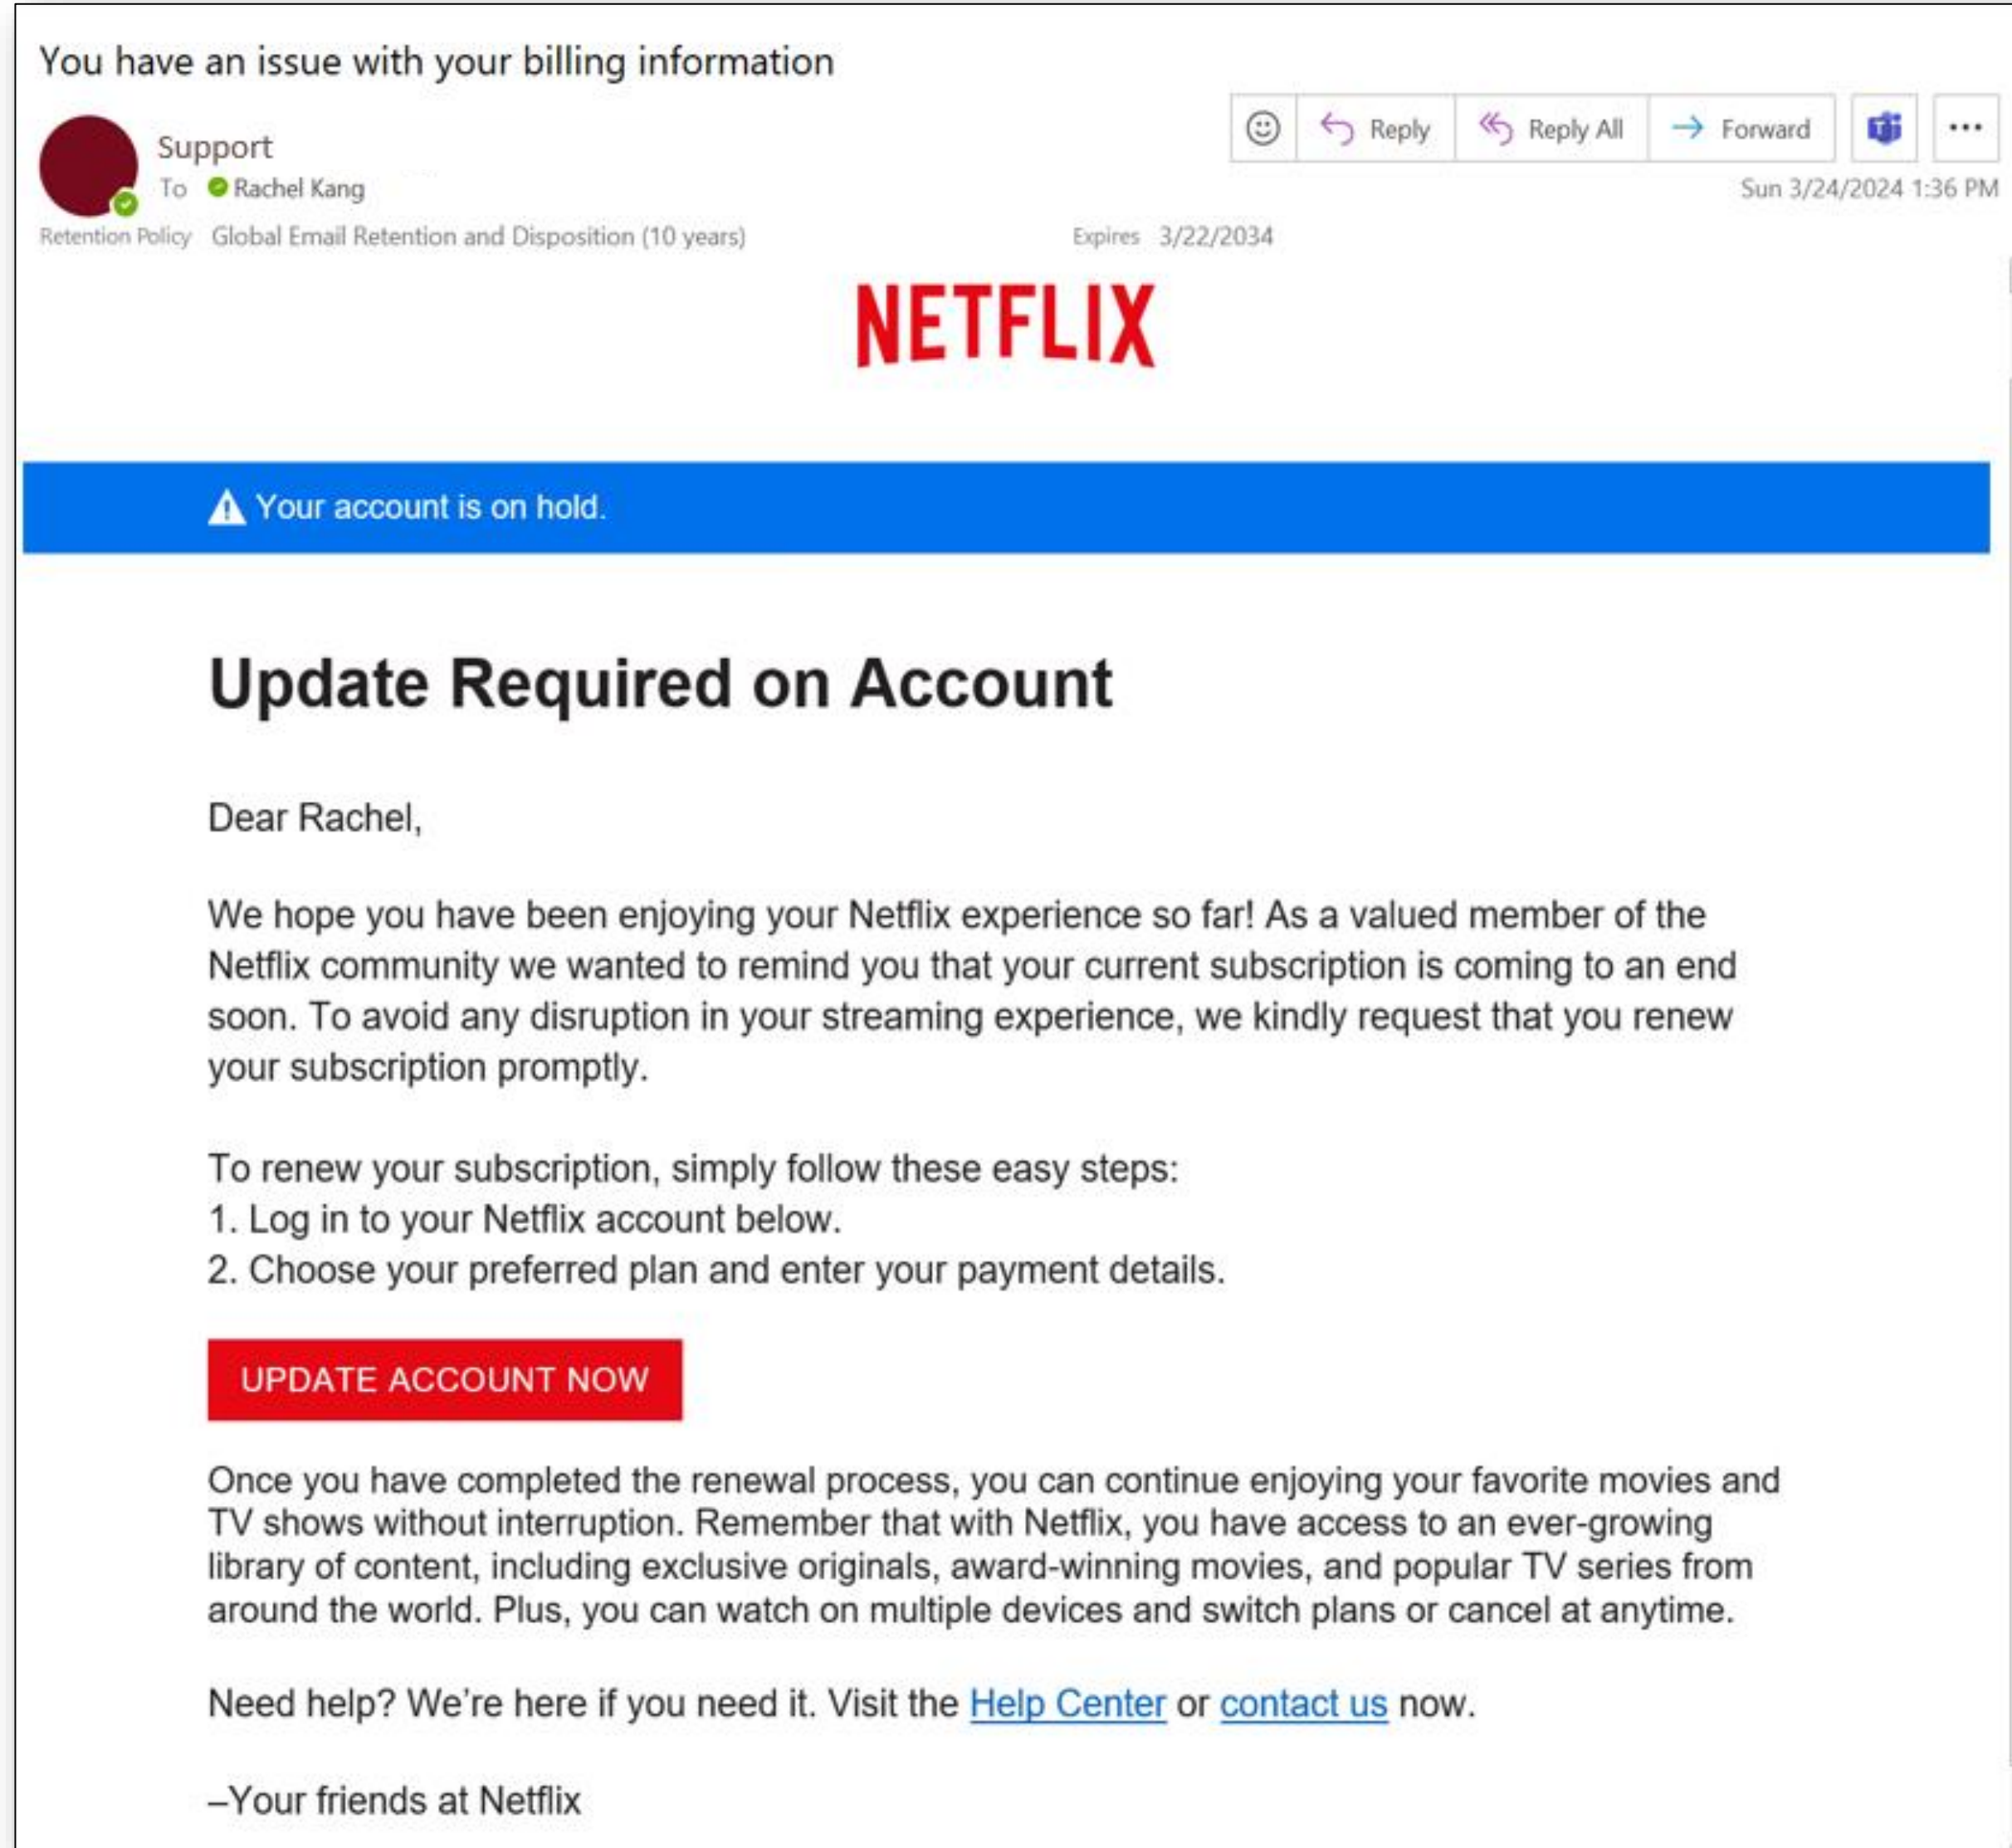 You have an issue with your billing information
Support
To Rachel Kang
Reply
Reply All
Forward
Sun 3/24/2024 1:36 PM
Retention Policy Global Email Retention and Disposition (10 years) Expires 3/22/2034
NETFLIX
Your account is on hold.
Update Required on Account
Dear Rachel,
We hope you have been enjoying your Netflix experience so far! As a valued member of the
Netflix community we wanted to remind you that your current subscription is coming to an end
soon. To avoid any disruption in your streaming experience, we kindly request that you renew
your subscription promptly.
To renew your subscription, simply follow these easy steps:
1. Log in to your Netflix account below.
2. Choose your preferred plan and enter your payment details.
UPDATE ACCOUNT NOW
Once you have completed the renewal process, you can continue enjoying your favorite movies and
TV shows without interruption. Remember that with Netflix, you have access to an ever-growing
library of content, including exclusive originals, award-winning movies, and popular TV series from
around the world. Plus, you can watch on multiple devices and switch plans or cancel at anytime.
Need help? We’re here if you need it. Visit the Help Center or contact us now.
–Your friends at Netflix